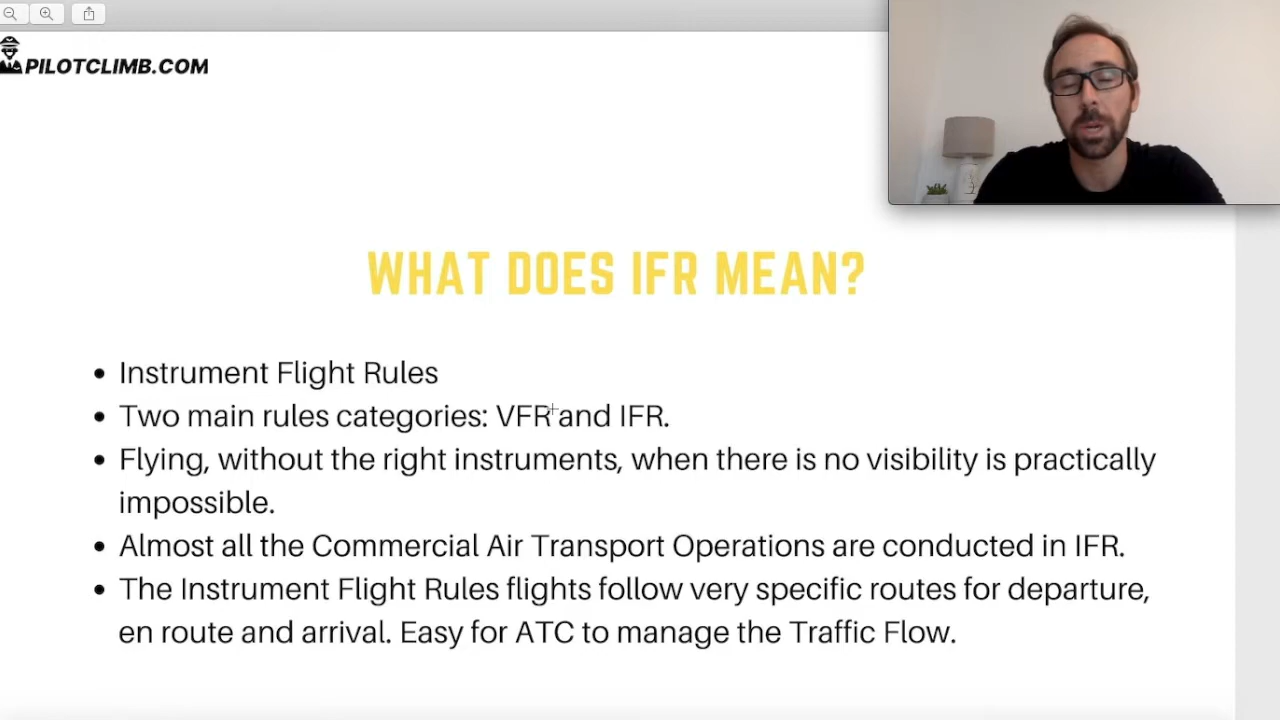 PILOTCLIMB.COM
WHAT DOES IFR MEAN?
• Instrument Flight Rules
• Two main rules categories: VFR and IFR.
• Flying, without the right instruments, when there is no visibility is practically
impossible.
• Almost all the Commercial Air Transport Operations are conducted in IFR.
• The Instrument Flight Rules flights follow very specific routes for departure,
en route and arrival. Easy for ATC to manage the Traffic Flow.